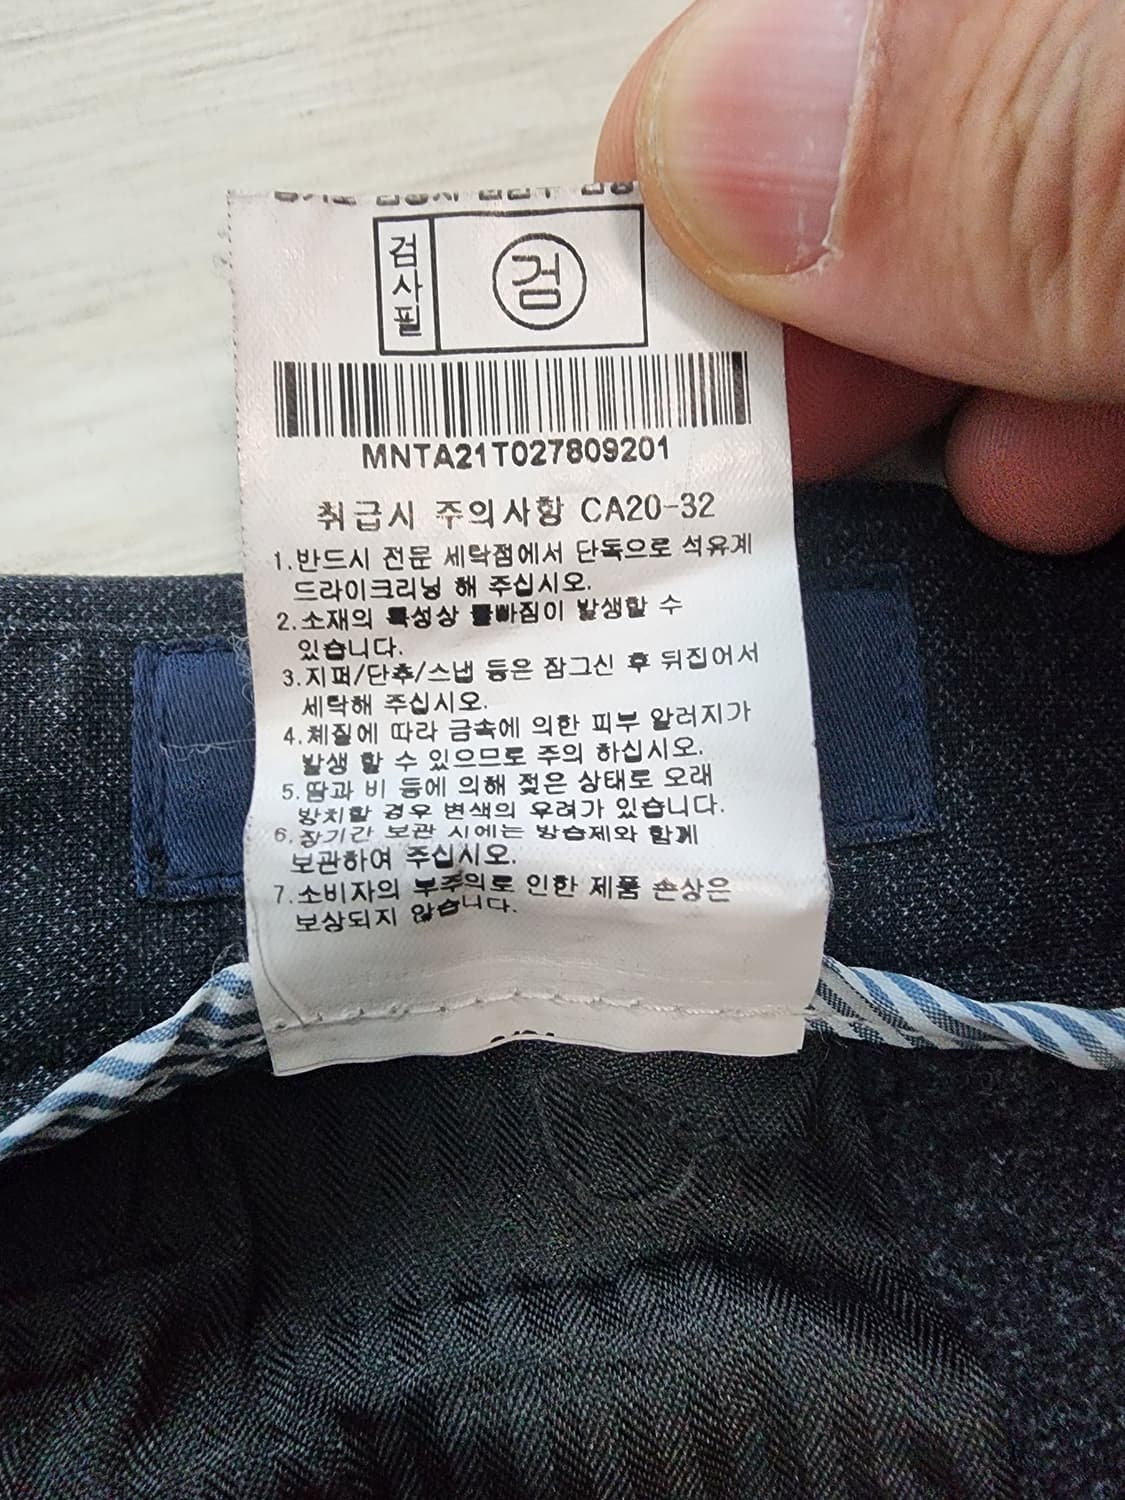 검사필
검
MNTA21T027809201
취급시 주의사항 CA20-32
1.반드시 전문 세탁점에서 단독으로 석유계
드라이크리닝 해 주십시오.
2.소재의 특성상 물빠짐이 발생할 수
있습니다.
3.지퍼/단추/스냅 등은 잠그신 후 뒤집어서
세탁해 주십시오.
4.체질에 따라 금속에 의한 피부 알러지가
발생 할 수 있으므로 주의 하십시오.
5.땀과 비 등에 의해 젖은 상태로 오래
방치할 경우 변색의 우려가 있습니다.
6.장기간 보관 시에는 방습제와 함께
보관하여 주십시오.
7.소비자의 부주의로 인한 제품 손상은
보상되지 않습니다.